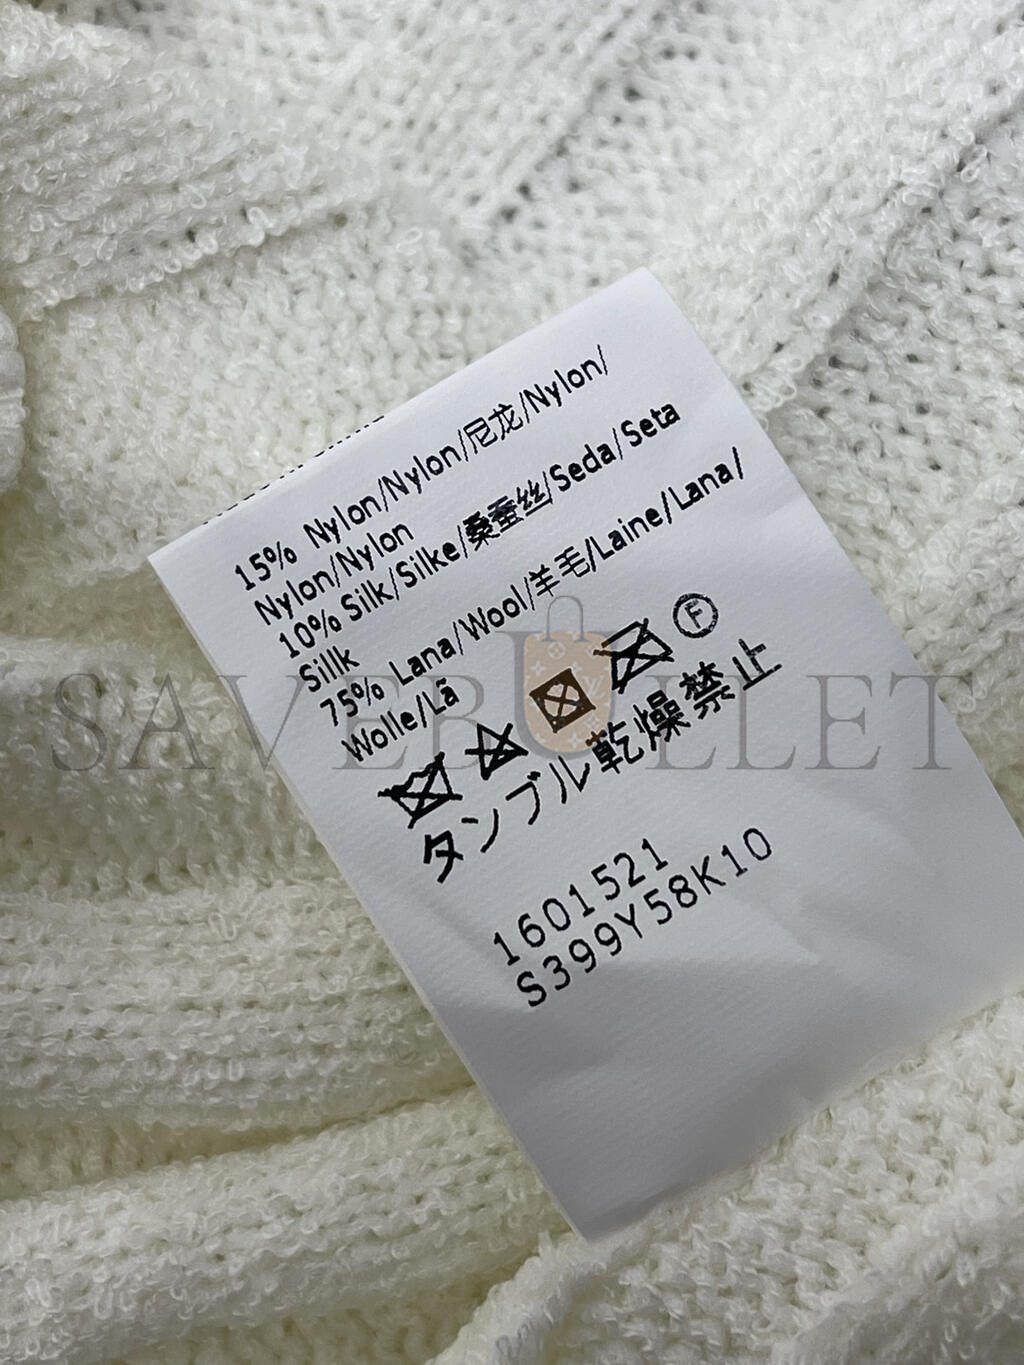 15% Nylon/Nylon/Nylon/尼龙/Nylon/
Nylon/Nylon
10% Silk/Silke/桑蚕丝/Seda/Seta
Sillk
75% Lana/Wool/羊毛/Laine/Lana/
Wolle/Lã
F
タンブル乾燥禁止
1601521
S399Y58K10
SAVEBULLET